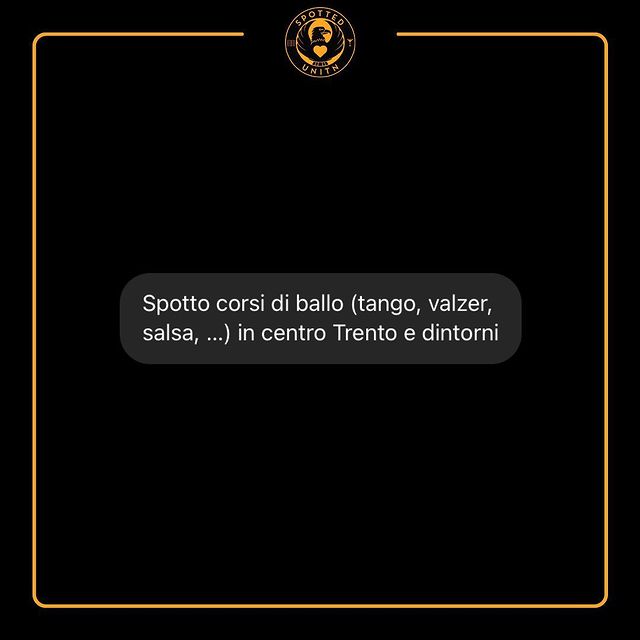 SPOTTED
UNITN
Spotto corsi di ballo (tango, valzer,
salsa, ...) in centro Trento e dintorni